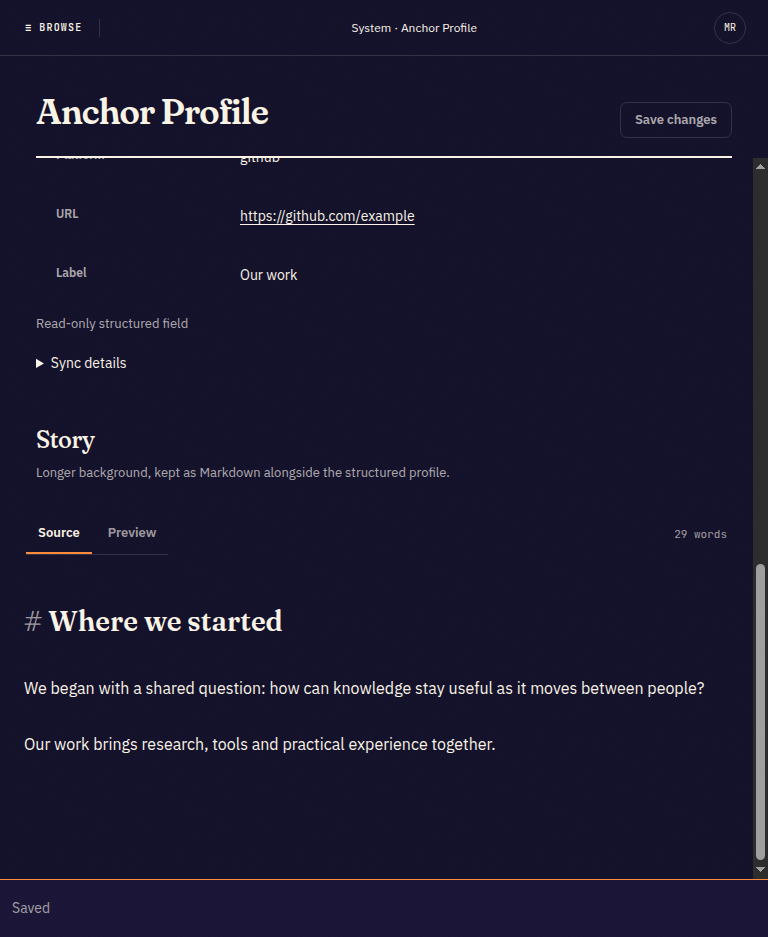 ≡ BROWSE
System · Anchor Profile
MR
Anchor Profile
Save changes
github
URL
https://github.com/example
Label
Our work
Read-only structured field
▶ Sync details
Story
Longer background, kept as Markdown alongside the structured profile.
Source
Preview
29 words
# Where we started
We began with a shared question: how can knowledge stay useful as it moves between people?
Our work brings research, tools and practical experience together.
Saved